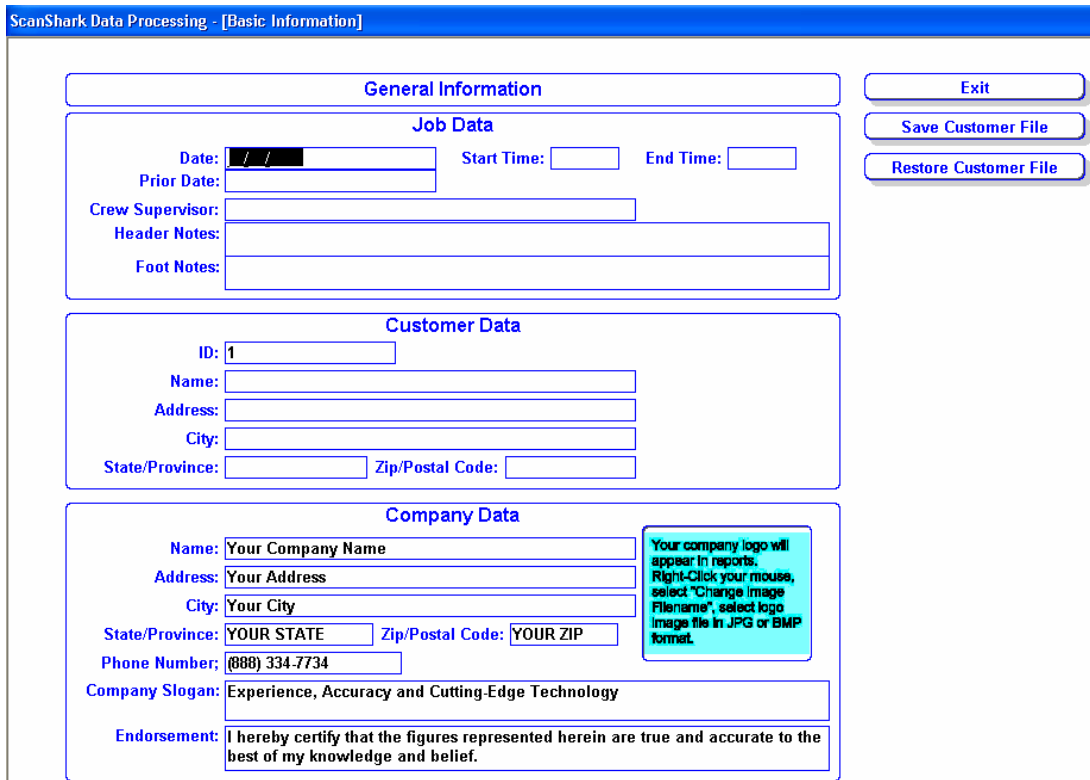 ScanShark Data Processing - [Basic Information]
General Information
Exit
Job Data
Save Customer File
Date: / / Start Time: End Time:
Restore Customer File
Prior Date:
Crew Supervisor:
Header Notes:
Foot Notes:
Customer Data
ID: 1
Name:
Address:
City:
State/Province: Zip/Postal Code:
Company Data
Name: Your Company Name
Address: Your Address
City: Your City
State/Province: YOUR STATE Zip/Postal Code: YOUR ZIP
Phone Number; (888) 334-7734
Your company logo will
appear in reports.
Right-Click your mouse,
select "Change Image
Filename", select logo
image file in JPG or BMP
format.
Company Slogan: Experience, Accuracy and Cutting-Edge Technology
Endorsement: I hereby certify that the figures represented herein are true and accurate to the
best of my knowledge and belief.